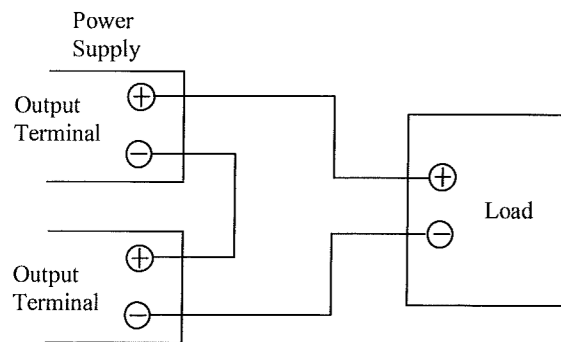 Power
Supply
Output
Terminal
+
−
+
−
Load
Output
Terminal
+
−